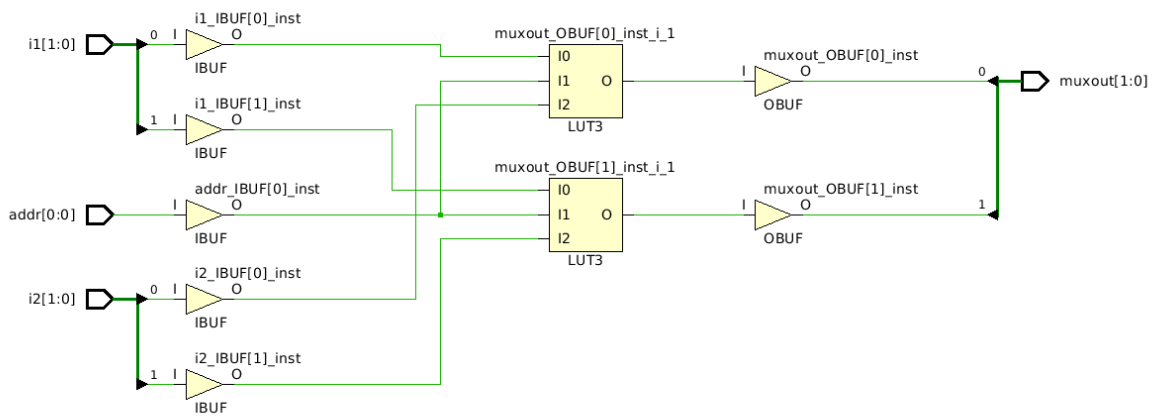 i1[1:0]
0
I
i1_IBUF[0]_inst
O
IBUF
1
I
i1_IBUF[1]_inst
O
IBUF
addr[0:0]
I
addr_IBUF[0]_inst
O
IBUF
i2[1:0]
0
I
i2_IBUF[0]_inst
O
IBUF
1
I
i2_IBUF[1]_inst
O
IBUF
muxout_OBUF[0]_inst_i_1
I0
I1
O
I2
LUT3
muxout_OBUF[1]_inst_i_1
I0
I1
O
I2
LUT3
muxout_OBUF[0]_inst
I
O
OBUF
0
muxout[1:0]
muxout_OBUF[1]_inst
I
O
OBUF
1